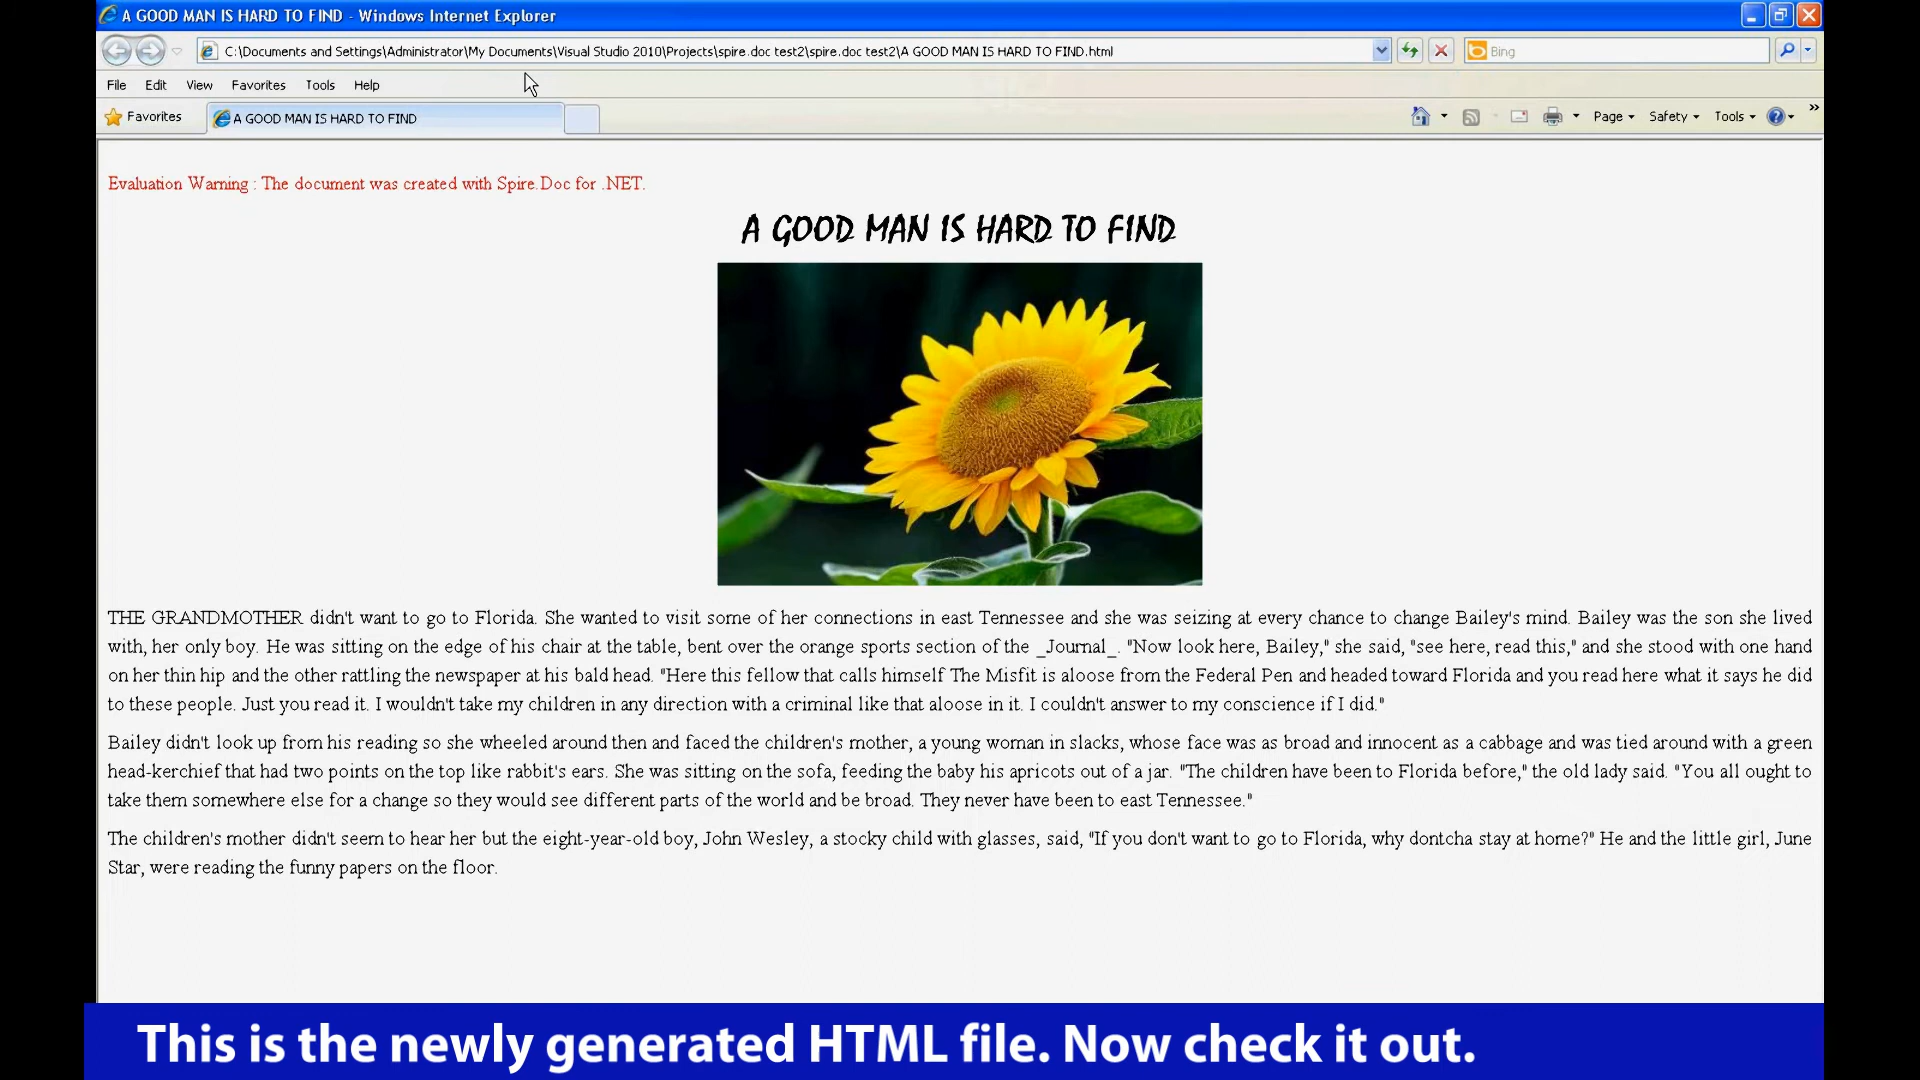 A GOOD MAN IS HARD TO FIND - Windows Internet Explorer
C:\Documents and Settings\Administrator\My Documents\Visual Studio 2010\Projects\spire.doc test2\spire.doc test2\A GOOD MAN IS HARD TO FIND.html
Bing
File Edit View Favorites Tools Help
Favorites
A GOOD MAN IS HARD TO FIND
Page Safety Tools
Evaluation Warning : The document was created with Spire.Doc for .NET.
A GOOD MAN IS HARD TO FIND
THE GRANDMOTHER didn't want to go to Florida. She wanted to visit some of her connections in east Tennessee and she was seizing at every chance to change Bailey's mind. Bailey was the son she lived
with, her only boy. He was sitting on the edge of his chair at the table, bent over the orange sports section of the _Journal_. "Now look here, Bailey," she said, "see here, read this," and she stood with one hand
on her thin hip and the other rattling the newspaper at his bald head. "Here this fellow that calls himself The Misfit is aloose from the Federal Pen and headed toward Florida and you read here what it says he did
to these people. Just you read it. I wouldn't take my children in any direction with a criminal like that aloose in it. I couldn't answer to my conscience if I did."
Bailey didn't look up from his reading so she wheeled around then and faced the children's mother, a young woman in slacks, whose face was as broad and innocent as a cabbage and was tied around with a green
head-kerchief that had two points on the top like rabbit's ears. She was sitting on the sofa, feeding the baby his apricots out of a jar. "The children have been to Florida before," the old lady said. "You all ought to
take them somewhere else for a change so they would see different parts of the world and be broad. They never have been to east Tennessee."
The children's mother didn't seem to hear her but the eight-year-old boy, John Wesley, a stocky child with glasses, said, "If you don't want to go to Florida, why dontcha stay at home?" He and the little girl, June
Star, were reading the funny papers on the floor.
This is the newly generated HTML file. Now check it out.